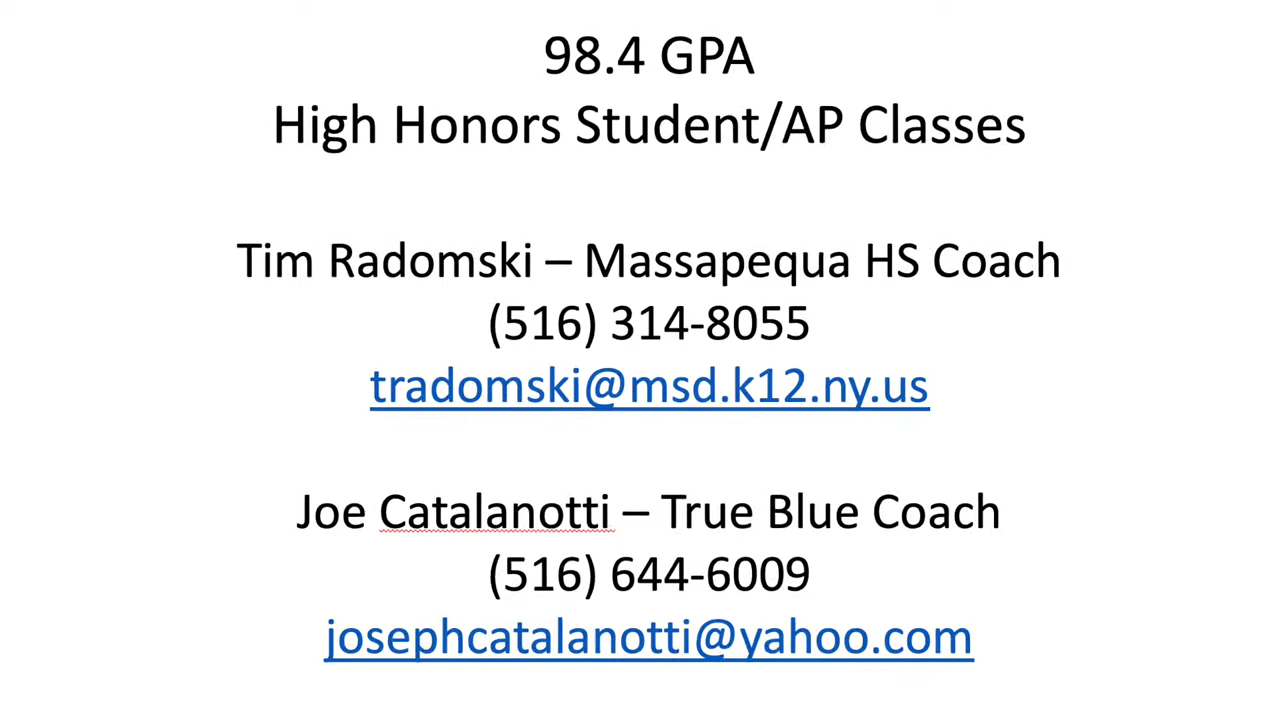 98.4 GPA
High Honors Student/AP Classes
Tim Radomski – Massapequa HS Coach
(516) 314-8055
tradomski@msd.k12.ny.us
Joe Catalanotti – True Blue Coach
(516) 644-6009
josephcatalanotti@yahoo.com